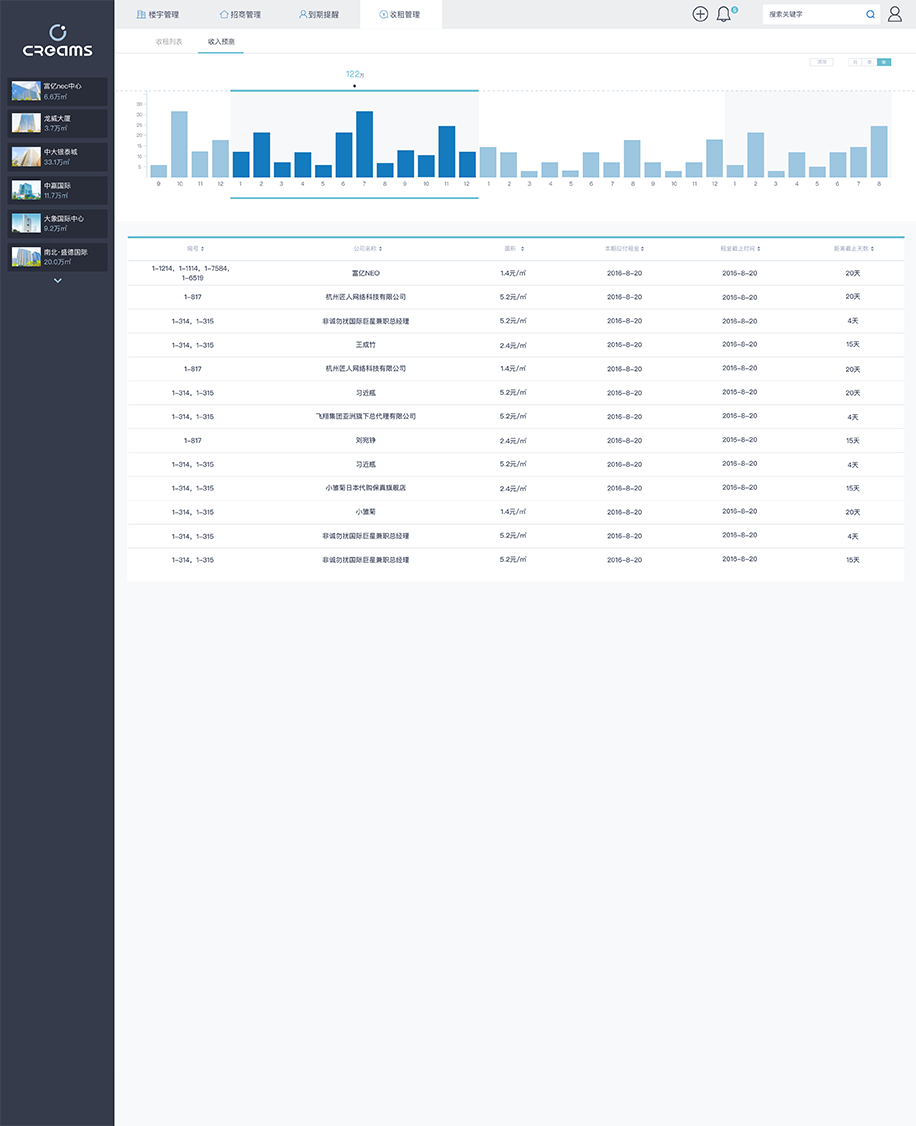 楼宇管理
招商管理
到期提醒
收租管理
6
搜索关键字
CREAMS
收租列表
收入预测
富亿neo中心
6.6万㎡
龙威大厦
3.7万㎡
中大银泰城
33.1万㎡
中嘉国际
11.7万㎡
大象国际中心
9.2万㎡
南北·盛德国际
20.0万㎡
122万
30
25
20
15
10
5
9 10 11 12 1 2 3 4 5 6 7 8 9 10 11 12 1 2 3 4 5 6 7 8 9 10 11 12 1 2 3 4 5 6 7 8
房号 公司名称 面积 本期应付租金 租金截止时间 距离截止天数
1-1214，1-1114，1-7584，
1-6519 富亿NEO 1.4元/㎡ 2016-8-20 2016-8-20 20天
1-817 杭州匠人网络科技有限公司 5.2元/㎡ 2016-8-20 2016-8-20 20天
1-314，1-315 非诚勿扰国际巨星兼职总经理 5.2元/㎡ 2016-8-20 2016-8-20 4天
1-314，1-315 王成竹 2.4元/㎡ 2016-8-20 2016-8-20 15天
1-817 杭州匠人网络科技有限公司 1.4元/㎡ 2016-8-20 2016-8-20 20天
1-314，1-315 习近瓶 5.2元/㎡ 2016-8-20 2016-8-20 20天
1-314，1-315 飞翔集团亚洲旗下总代理有限公司 5.2元/㎡ 2016-8-20 2016-8-20 4天
1-817 刘宛铮 2.4元/㎡ 2016-8-20 2016-8-20 15天
1-314，1-315 习近瓶 5.2元/㎡ 2016-8-20 2016-8-20 4天
1-314，1-315 小雏菊日本代购保真旗舰店 2.4元/㎡ 2016-8-20 2016-8-20 15天
1-314，1-315 小雏菊 1.4元/㎡ 2016-8-20 2016-8-20 20天
1-314，1-315 非诚勿扰国际巨星兼职总经理 5.2元/㎡ 2016-8-20 2016-8-20 4天
1-314，1-315 非诚勿扰国际巨星兼职总经理 5.2元/㎡ 2016-8-20 2016-8-20 15天